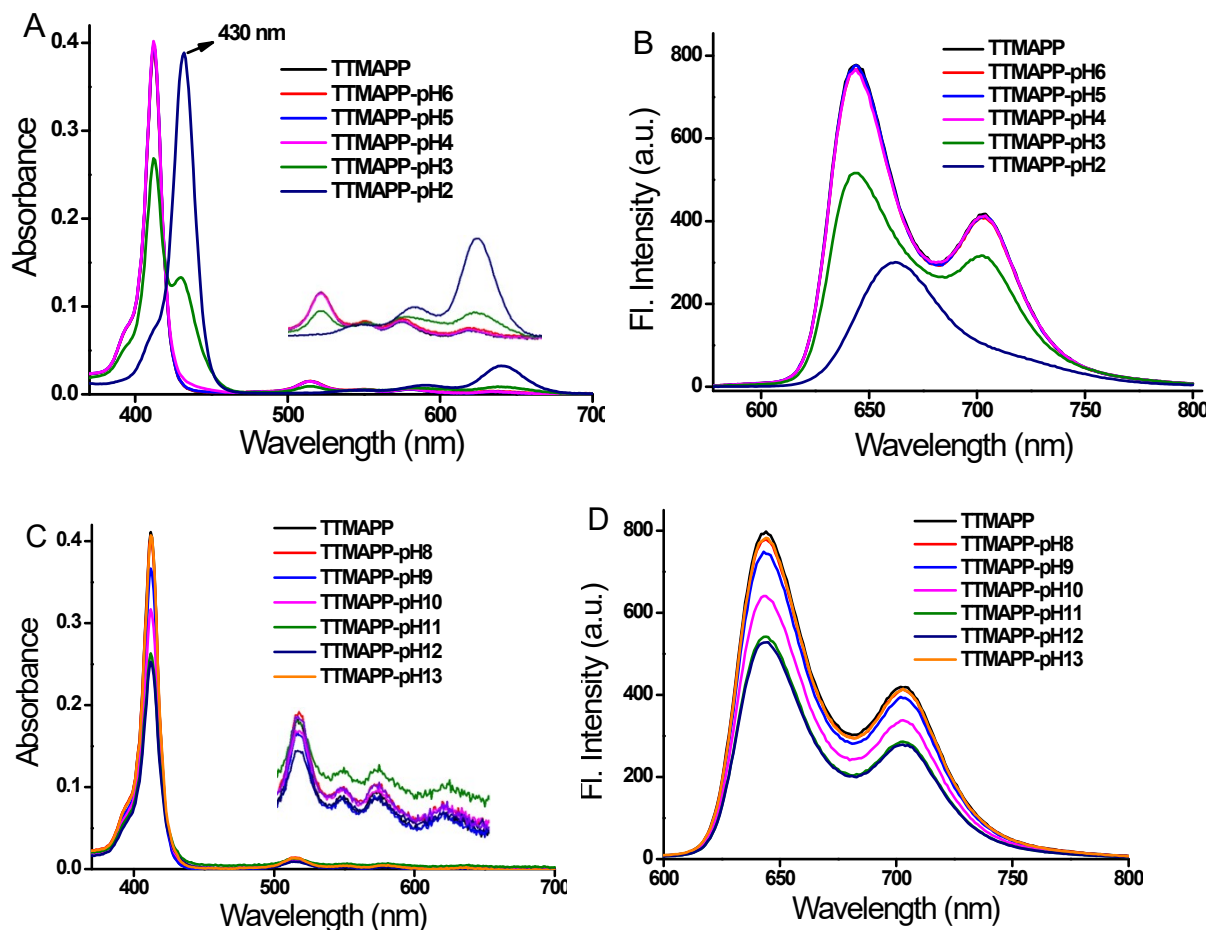 A
430 nm
TTMAPP
TTMAPP-pH6
TTMAPP-pH5
TTMAPP-pH4
TTMAPP-pH3
TTMAPP-pH2
0.4
0.3
0.2
0.1
0.0
Absorbance
400 500 600 700
Wavelength (nm)
B
TTMAPP
TTMAPP-pH6
TTMAPP-pH5
TTMAPP-pH4
TTMAPP-pH3
TTMAPP-pH2
800
600
400
200
0
Fl. Intensity (a.u.)
600 650 700 750 800
Wavelength (nm)
C
TTMAPP
TTMAPP-pH8
TTMAPP-pH9
TTMAPP-pH10
TTMAPP-pH11
TTMAPP-pH12
TTMAPP-pH13
0.4
0.3
0.2
0.1
0.0
Absorbance
400 500 600 700
Wavelength (nm)
D
TTMAPP
TTMAPP-pH8
TTMAPP-pH9
TTMAPP-pH10
TTMAPP-pH11
TTMAPP-pH12
TTMAPP-pH13
800
600
400
200
0
Fl. Intensity (a.u.)
600 650 700 750 800
Wavelength (nm)